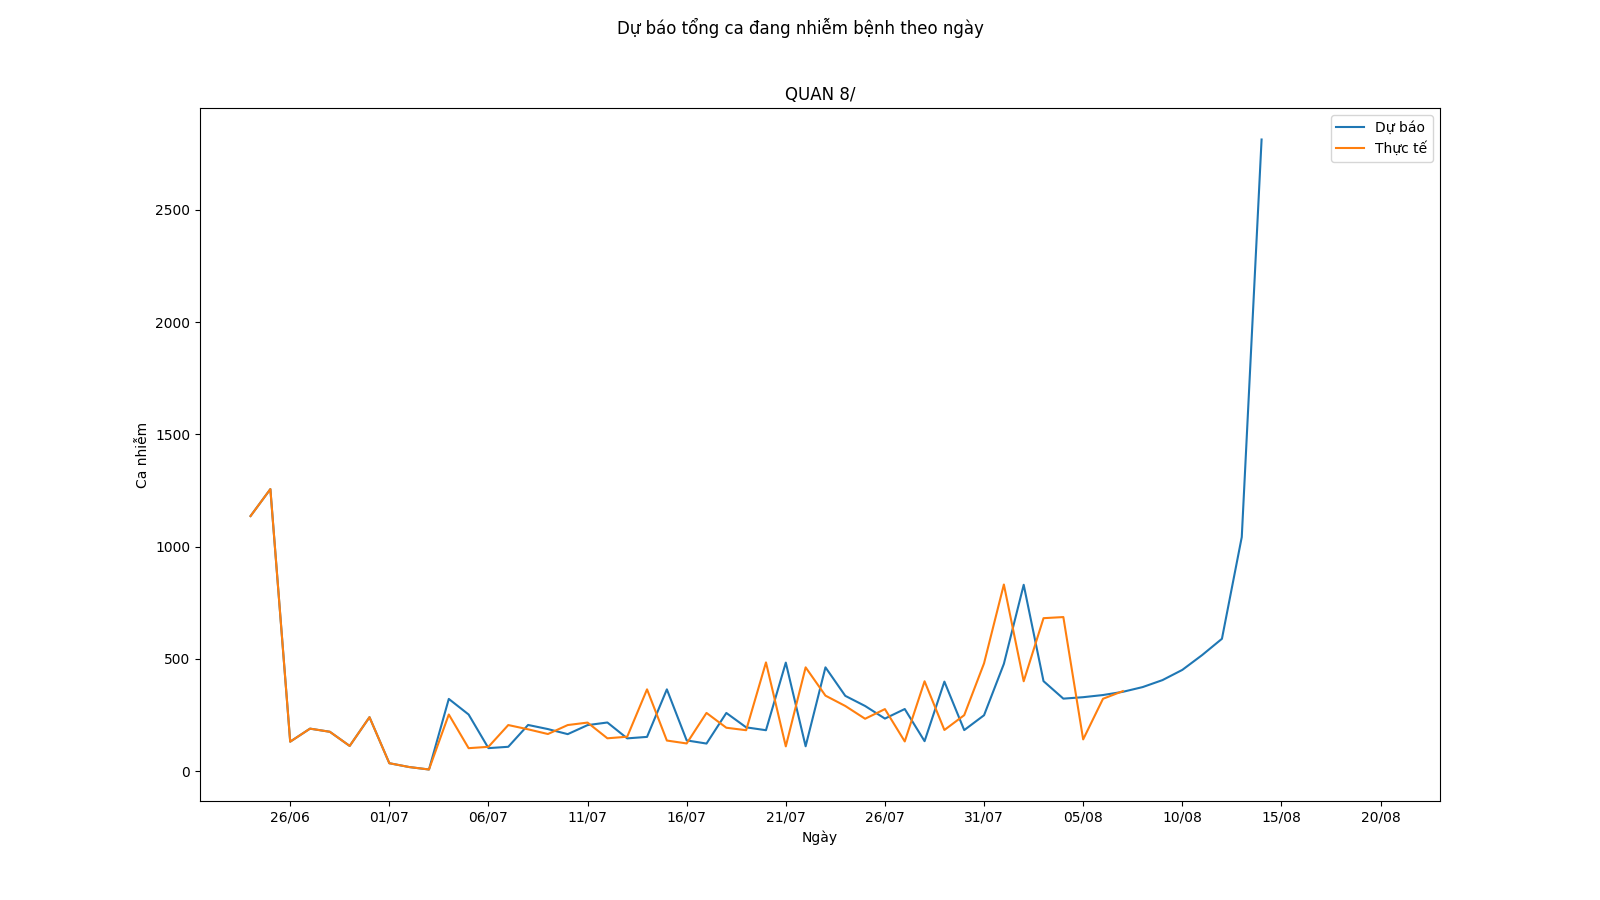 Dự báo tổng ca đang nhiễm bệnh theo ngày
QUAN 8/
Dự báo
Thực tế
2500
2000
1500
1000
500
0
Ca nhiễm
26/06 01/07 06/07 11/07 16/07 21/07 26/07 31/07 05/08 10/08 15/08 20/08
Ngày